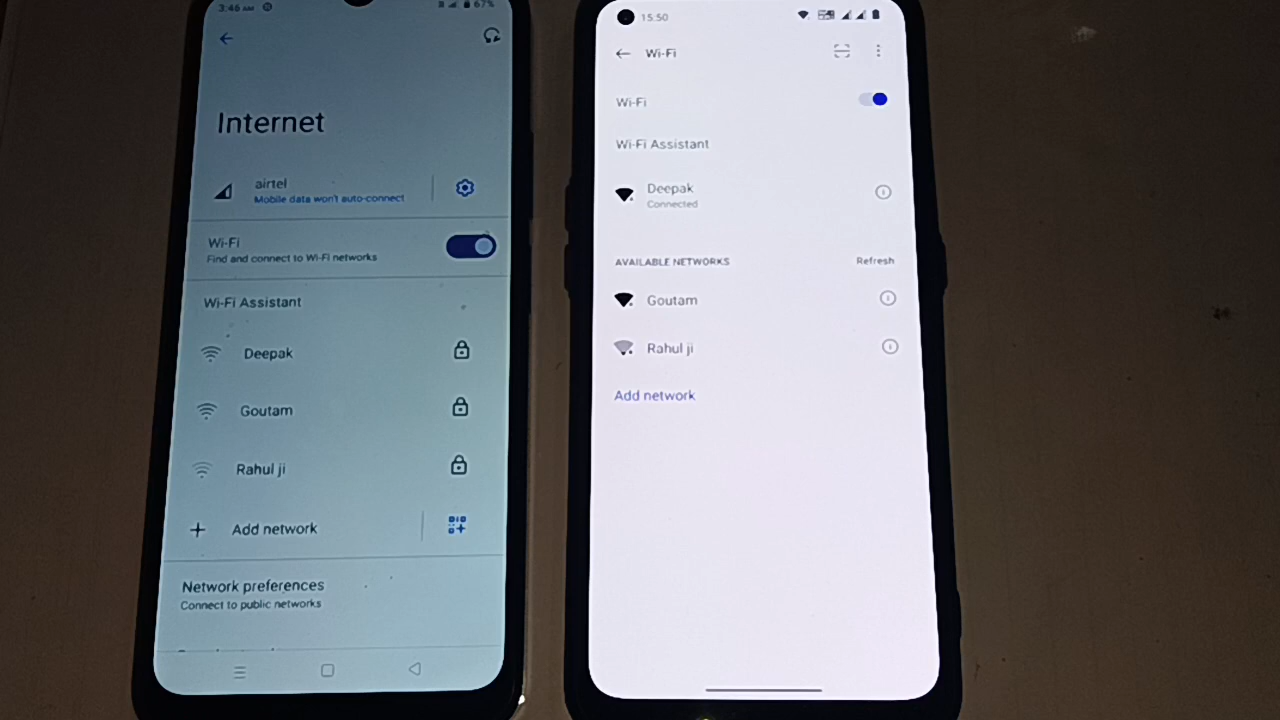 3:46 AM
67%
Internet
airtel
Mobile data won't auto-connect
Wi-Fi
Find and connect to Wi-Fi networks
Wi-Fi Assistant
Deepak
Goutam
Rahul ji
Add network
Network preferences
Connect to public networks
15:50
Wi-Fi
Wi-Fi
Wi-Fi Assistant
Deepak
Connected
AVAILABLE NETWORKS Refresh
Goutam
Rahul ji
Add network